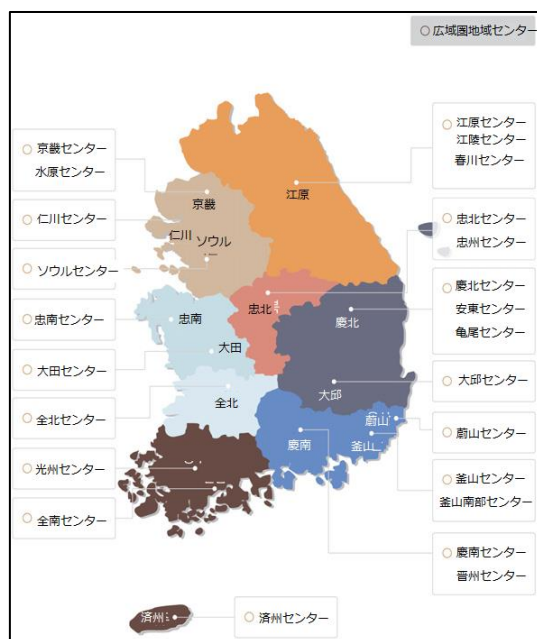 ○広域圏地域センター
京畿センター
水原センター
仁川センター
ソウルセンター
忠南センター
大田センター
全北センター
光州センター
全南センター
江原
京畿
仁川
ソウル
忠北
忠南
大田
慶北
大邱
全北
慶南
蔚山
釜山
済州
江原センター
江陵センター
春川センター
忠北センター
忠州センター
慶北センター
安東センター
亀尾センター
大邱センター
蔚山センター
釜山センター
釜山南部センター
慶南センター
晋州センター
済州センター